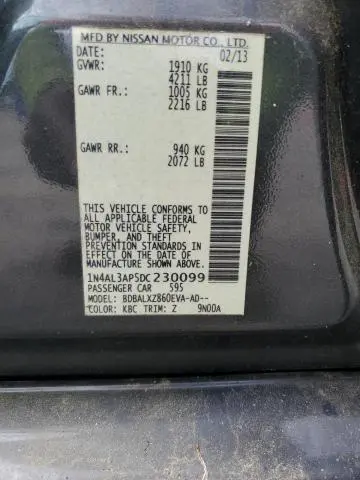 MFD BY NISSAN MOTOR CO., LTD.
DATE: 02/13
GVWR: 1910 KG
4211 LB
GAWR FR: 1005 KG
2216 LB
GAWR RR: 940 KG
2072 LB
THIS VEHICLE CONFORMS TO
ALL APPLICABLE FEDERAL
MOTOR VEHICLE SAFETY,
BUMPER, AND THEFT
PREVENTION STANDARDS IN
EFFECT ON THE DATE OF
MANUFACTURE SHOWN ABOVE.
1N4AL3AP5DC230099
PASSENGER CAR 595
MODEL: BDBALXZ860EVA-AD--
COLOR: KBC TRIM: Z 9N00A